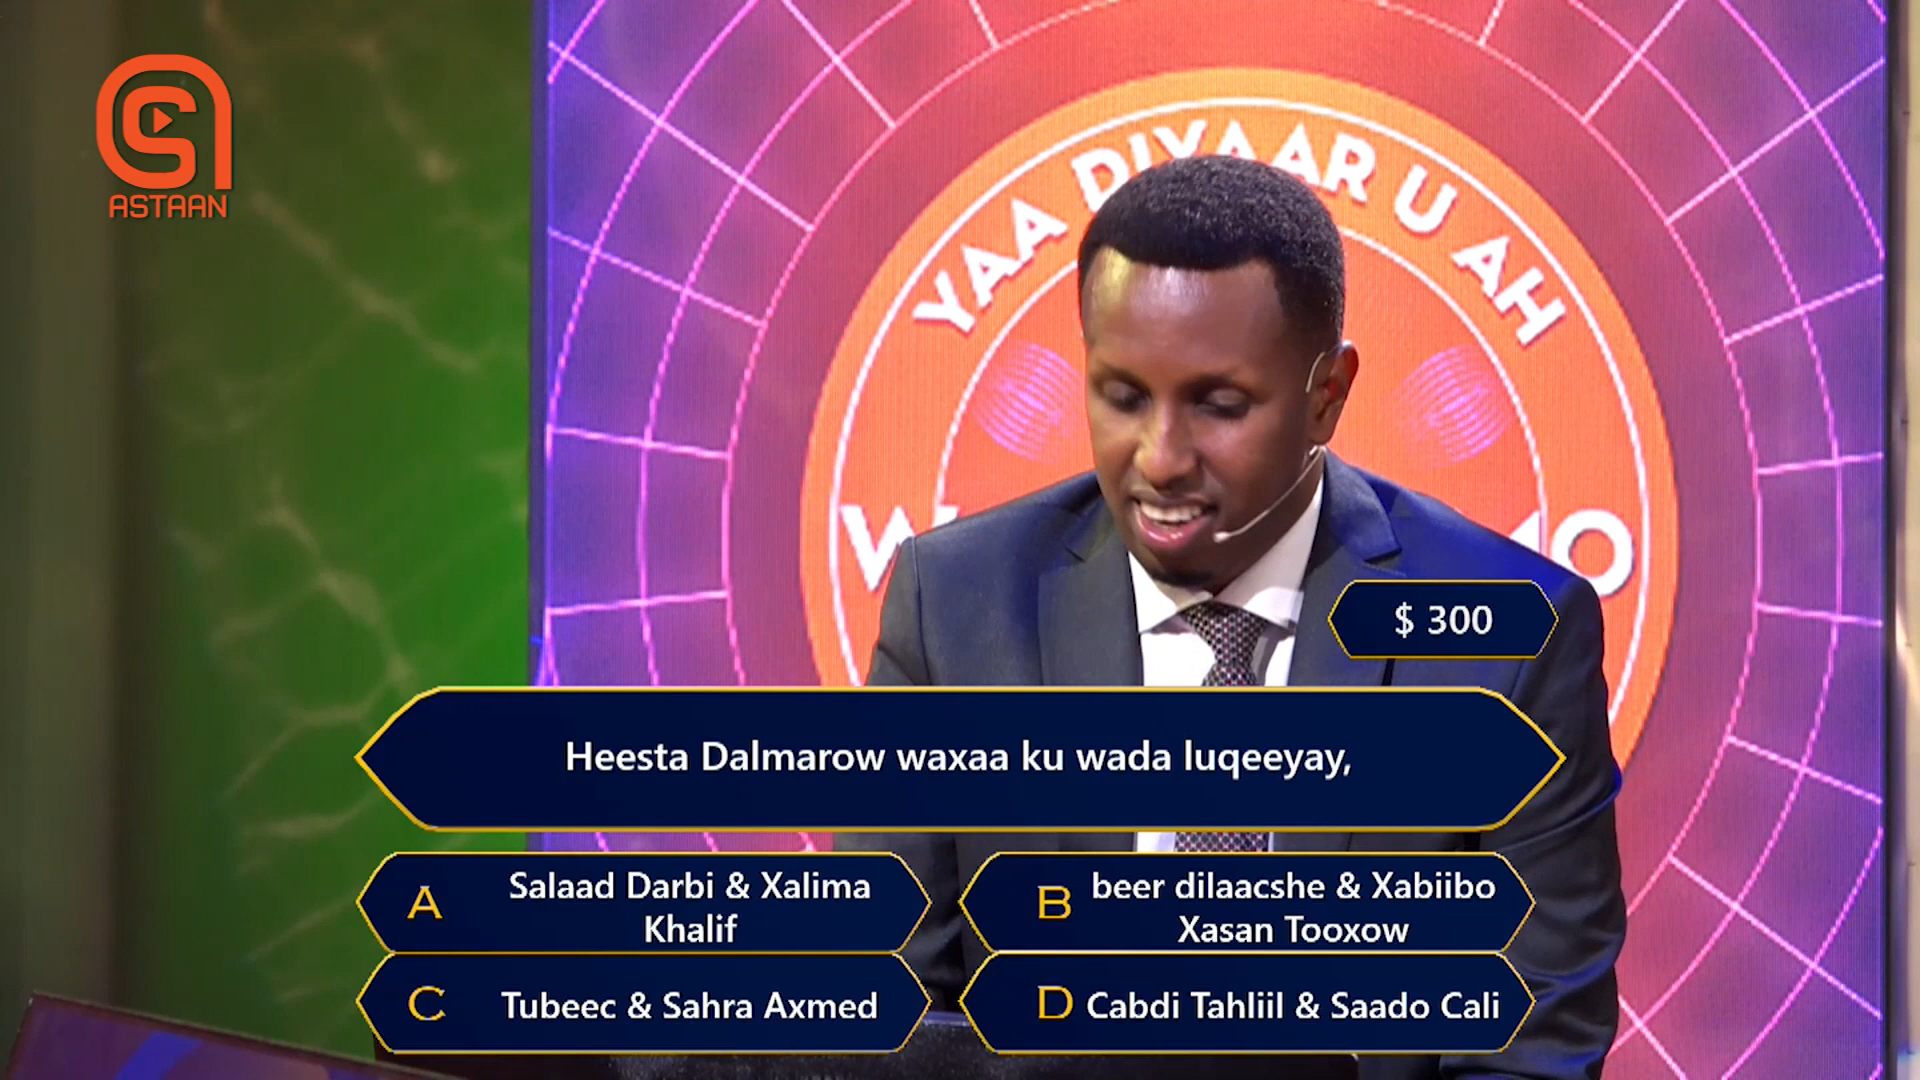 ASTAAN
YAA DIYAAR U AH
$ 300
Heesta Dalmarow waxaa ku wada luqeeyay,
A Salaad Darbi & Xalima
Khalif
B beer dilaacshe & Xabiibo
Xasan Tooxow
C Tubeec & Sahra Axmed
D Cabdi Tahliil & Saado Cali